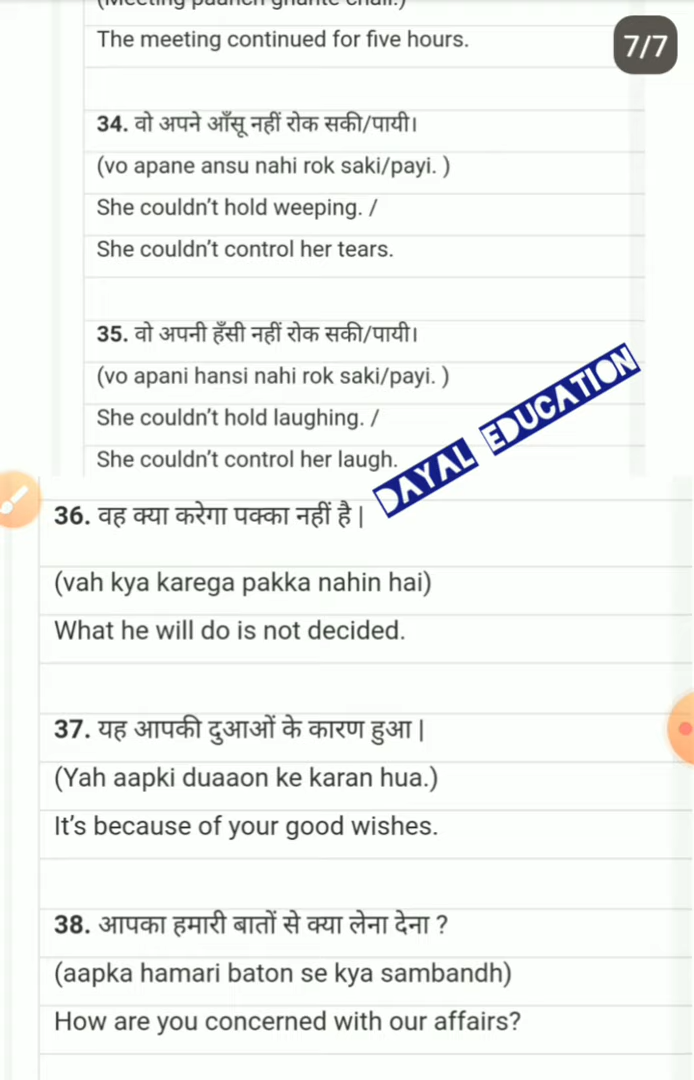 (Meeting paanch ghante chali.)
The meeting continued for five hours.
7/7
34. वो अपने आँसू नहीं रोक सकी/पायी।
(vo apane ansu nahi rok saki/payi. )
She couldn't hold weeping. /
She couldn't control her tears.
35. वो अपनी हँसी नहीं रोक सकी/पायी।
(vo apani hansi nahi rok saki/payi. )
She couldn't hold laughing. /
She couldn't control her laugh.
DAYAL EDUCATION
36. वह क्या करेगा पक्का नहीं है |
(vah kya karega pakka nahin hai)
What he will do is not decided.
37. यह आपकी दुआओं के कारण हुआ |
(Yah aapki duaaon ke karan hua.)
It's because of your good wishes.
38. आपका हमारी बातों से क्या लेना देना ?
(aapka hamari baton se kya sambandh)
How are you concerned with our affairs?